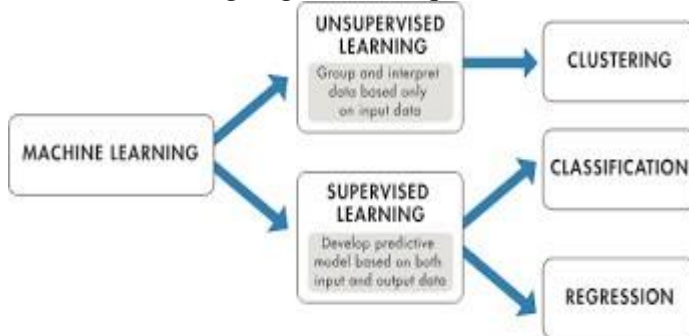 UNSUPERVISED
LEARNING
Group and interpret
data based only
on input data
CLUSTERING
MACHINE LEARNING
CLASSIFICATION
SUPERVISED
LEARNING
Develop predictive
model based on both
input and output data
REGRESSION